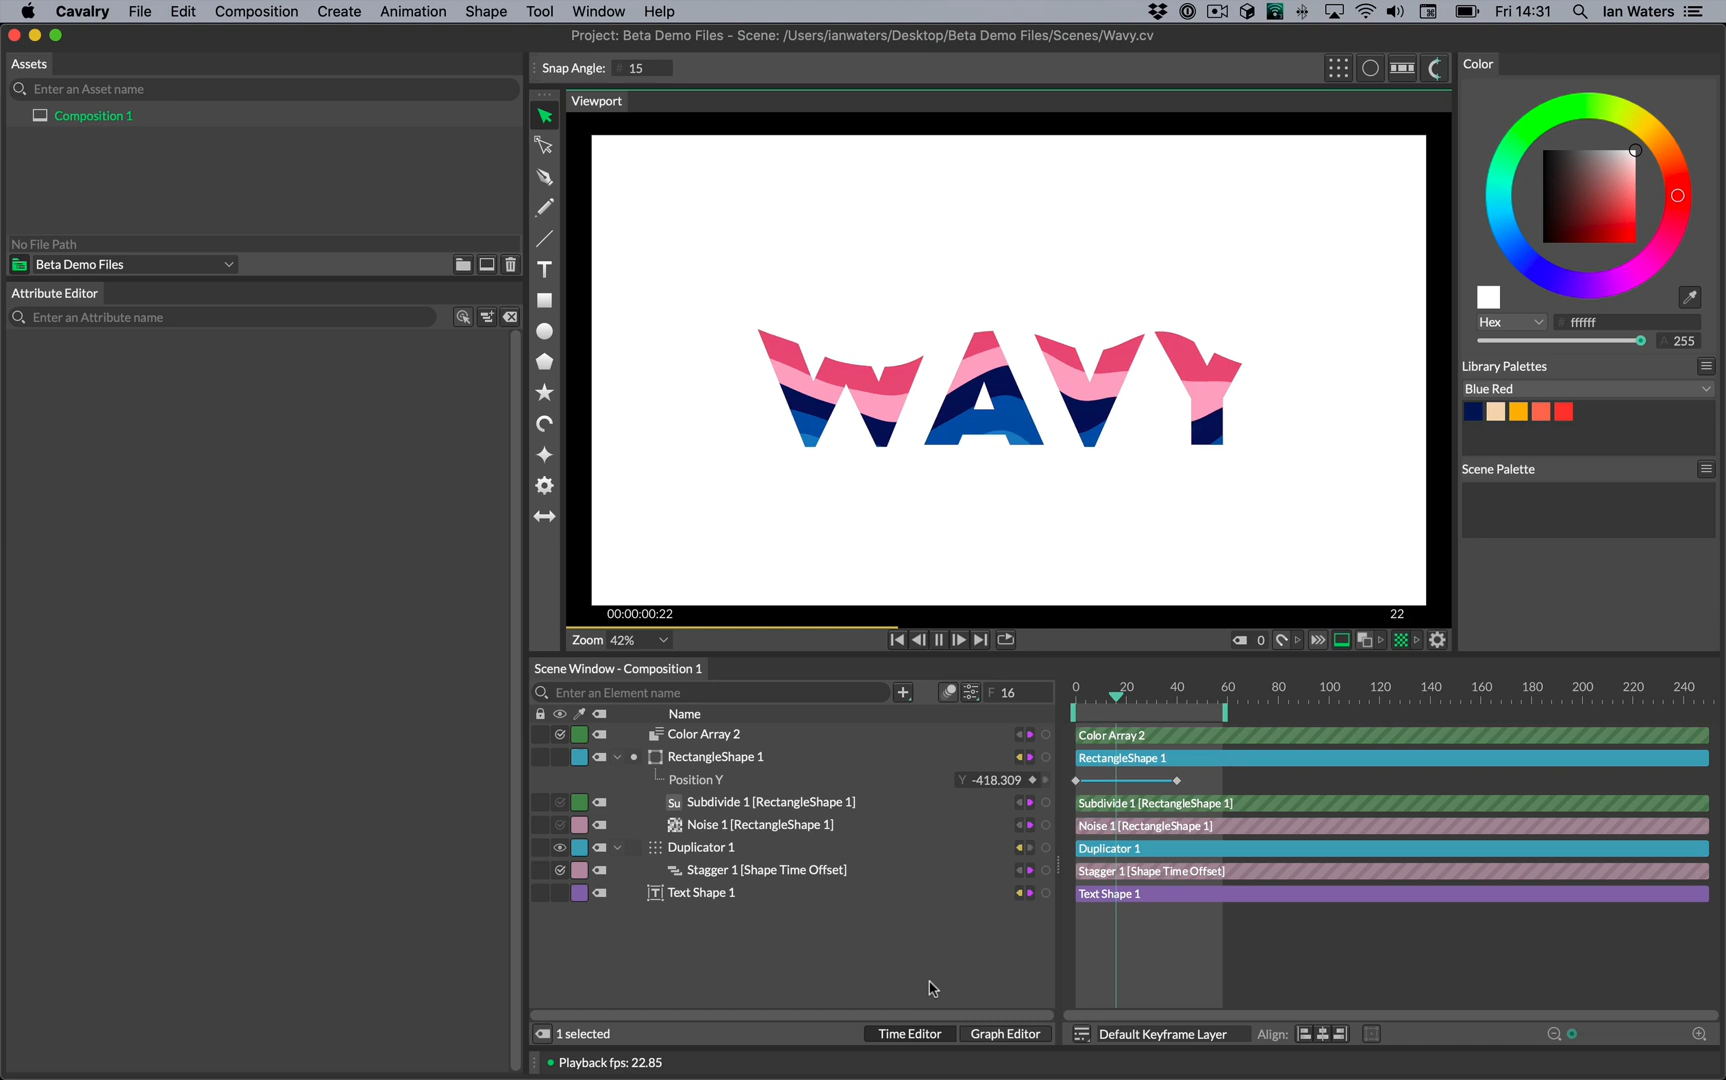 Cavalry File Edit Composition Create Animation Shape Tool Window Help Fri 14:31 Ian Waters
Project: Beta Demo Files - Scene: /Users/ianwaters/Desktop/Beta Demo Files/Scenes/Wavy.cv
Assets
Enter an Asset name
Composition 1
No File Path
Beta Demo Files
Attribute Editor
Enter an Attribute name
Snap Angle: # 15
Viewport
WAVY
00:00:00:22 22
Zoom 42% 0
Color
Hex # ffffff
A 255
Library Palettes
Blue Red
Scene Palette
Scene Window - Composition 1
Enter an Element name F 16
Name
Color Array 2
RectangleShape 1
Position Y Y -418.309
Su Subdivide 1 [RectangleShape 1]
Noise 1 [RectangleShape 1]
Duplicator 1
Stagger 1 [Shape Time Offset]
T Text Shape 1
0 20 40 60 80 100 120 140 160 180 200 220 240
Color Array 2
RectangleShape 1
Subdivide 1 [RectangleShape 1]
Noise 1 [RectangleShape 1]
Duplicator 1
Stagger 1 [Shape Time Offset]
Text Shape 1
1 selected Time Editor Graph Editor Default Keyframe Layer Align:
Playback fps: 22.85